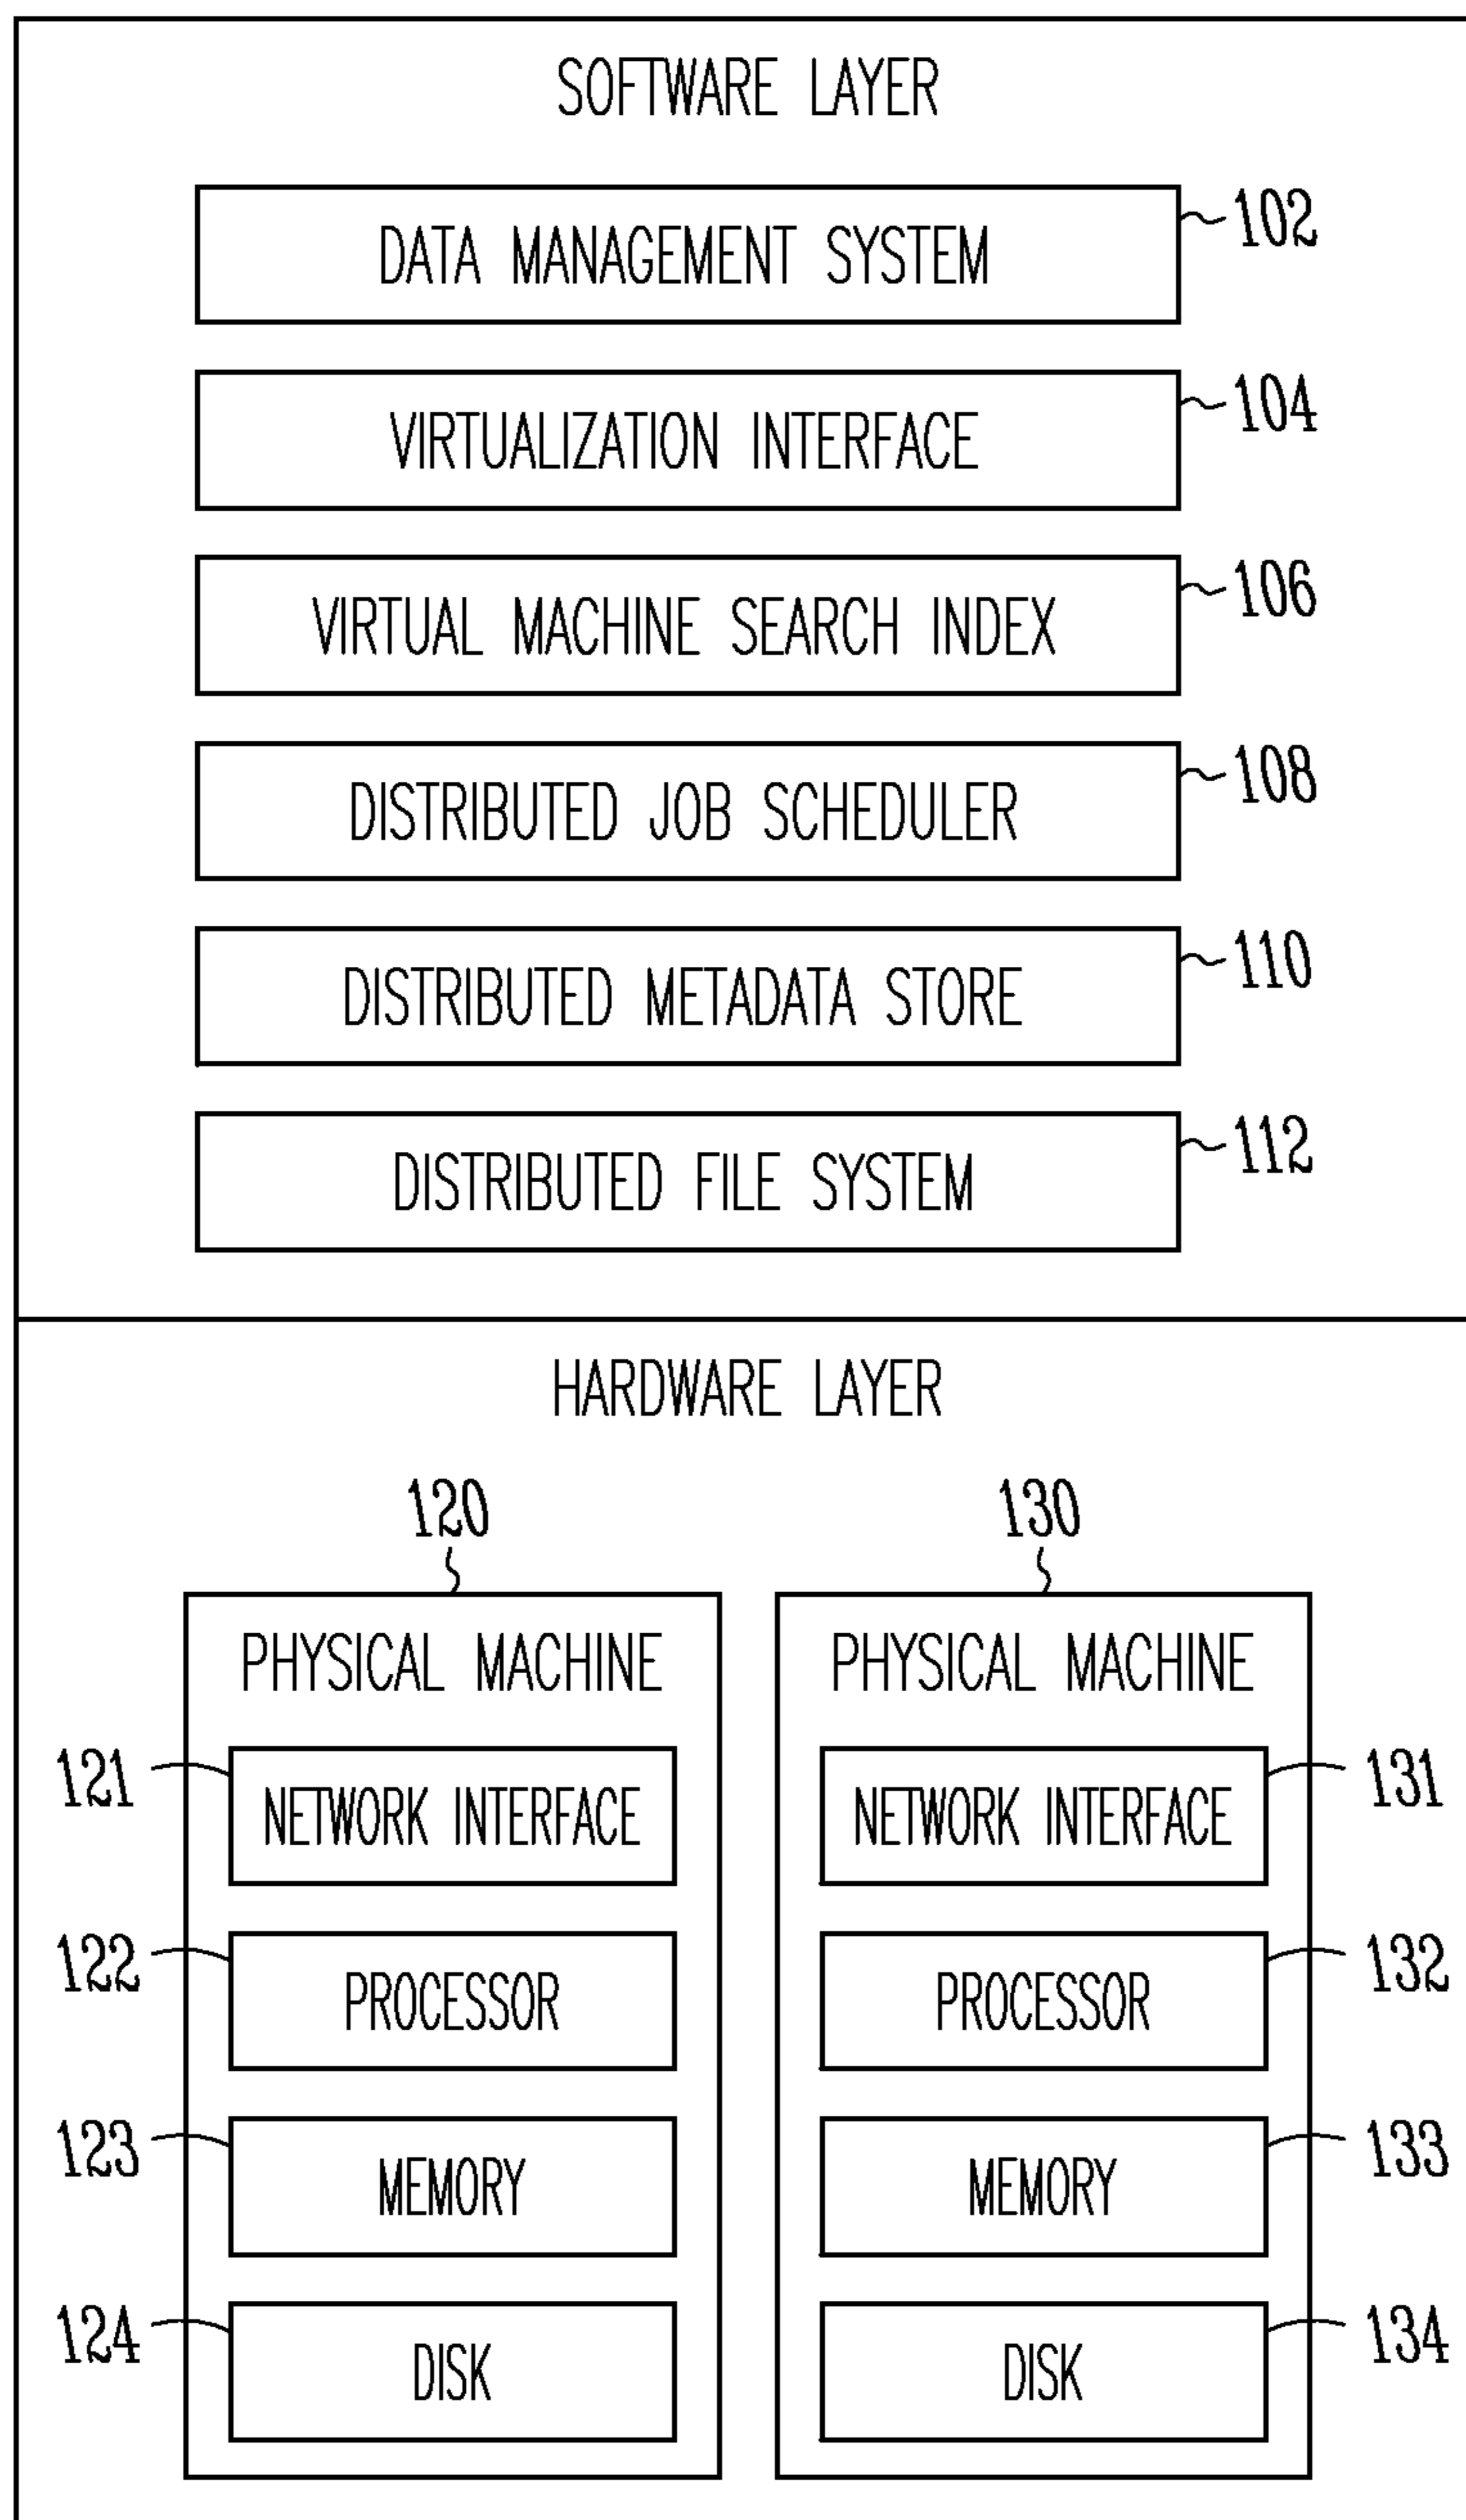 SOFTWARE LAYER
DATA MANAGEMENT SYSTEM
102
VIRTUALIZATION INTERFACE
104
VIRTUAL MACHINE SEARCH INDEX
106
DISTRIBUTED JOB SCHEDULER
108
DISTRIBUTED METADATA STORE
110
DISTRIBUTED FILE SYSTEM
112
HARDWARE LAYER
120
130
PHYSICAL MACHINE
PHYSICAL MACHINE
121
NETWORK INTERFACE
NETWORK INTERFACE
131
122
PROCESSOR
PROCESSOR
132
123
MEMORY
MEMORY
133
124
DISK
DISK
134